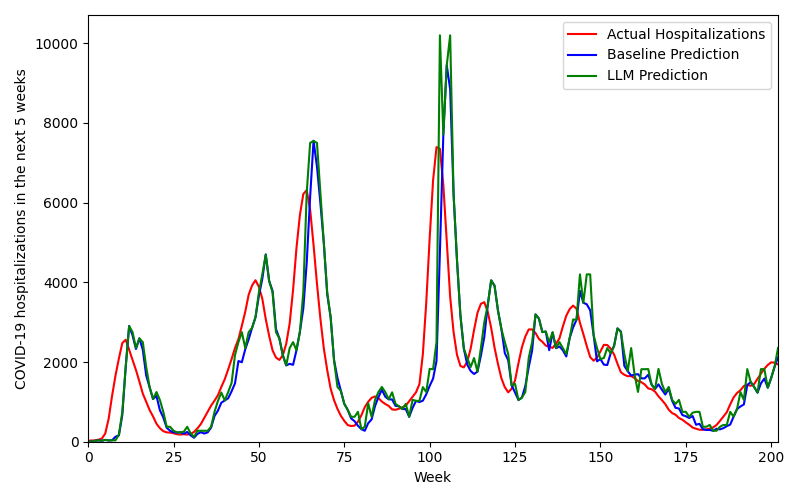 Actual Hospitalizations
Baseline Prediction
LLM Prediction
COVID-19 hospitalizations in the next 5 weeks
10000
8000
6000
4000
2000
0
0 25 50 75 100 125 150 175 200
Week